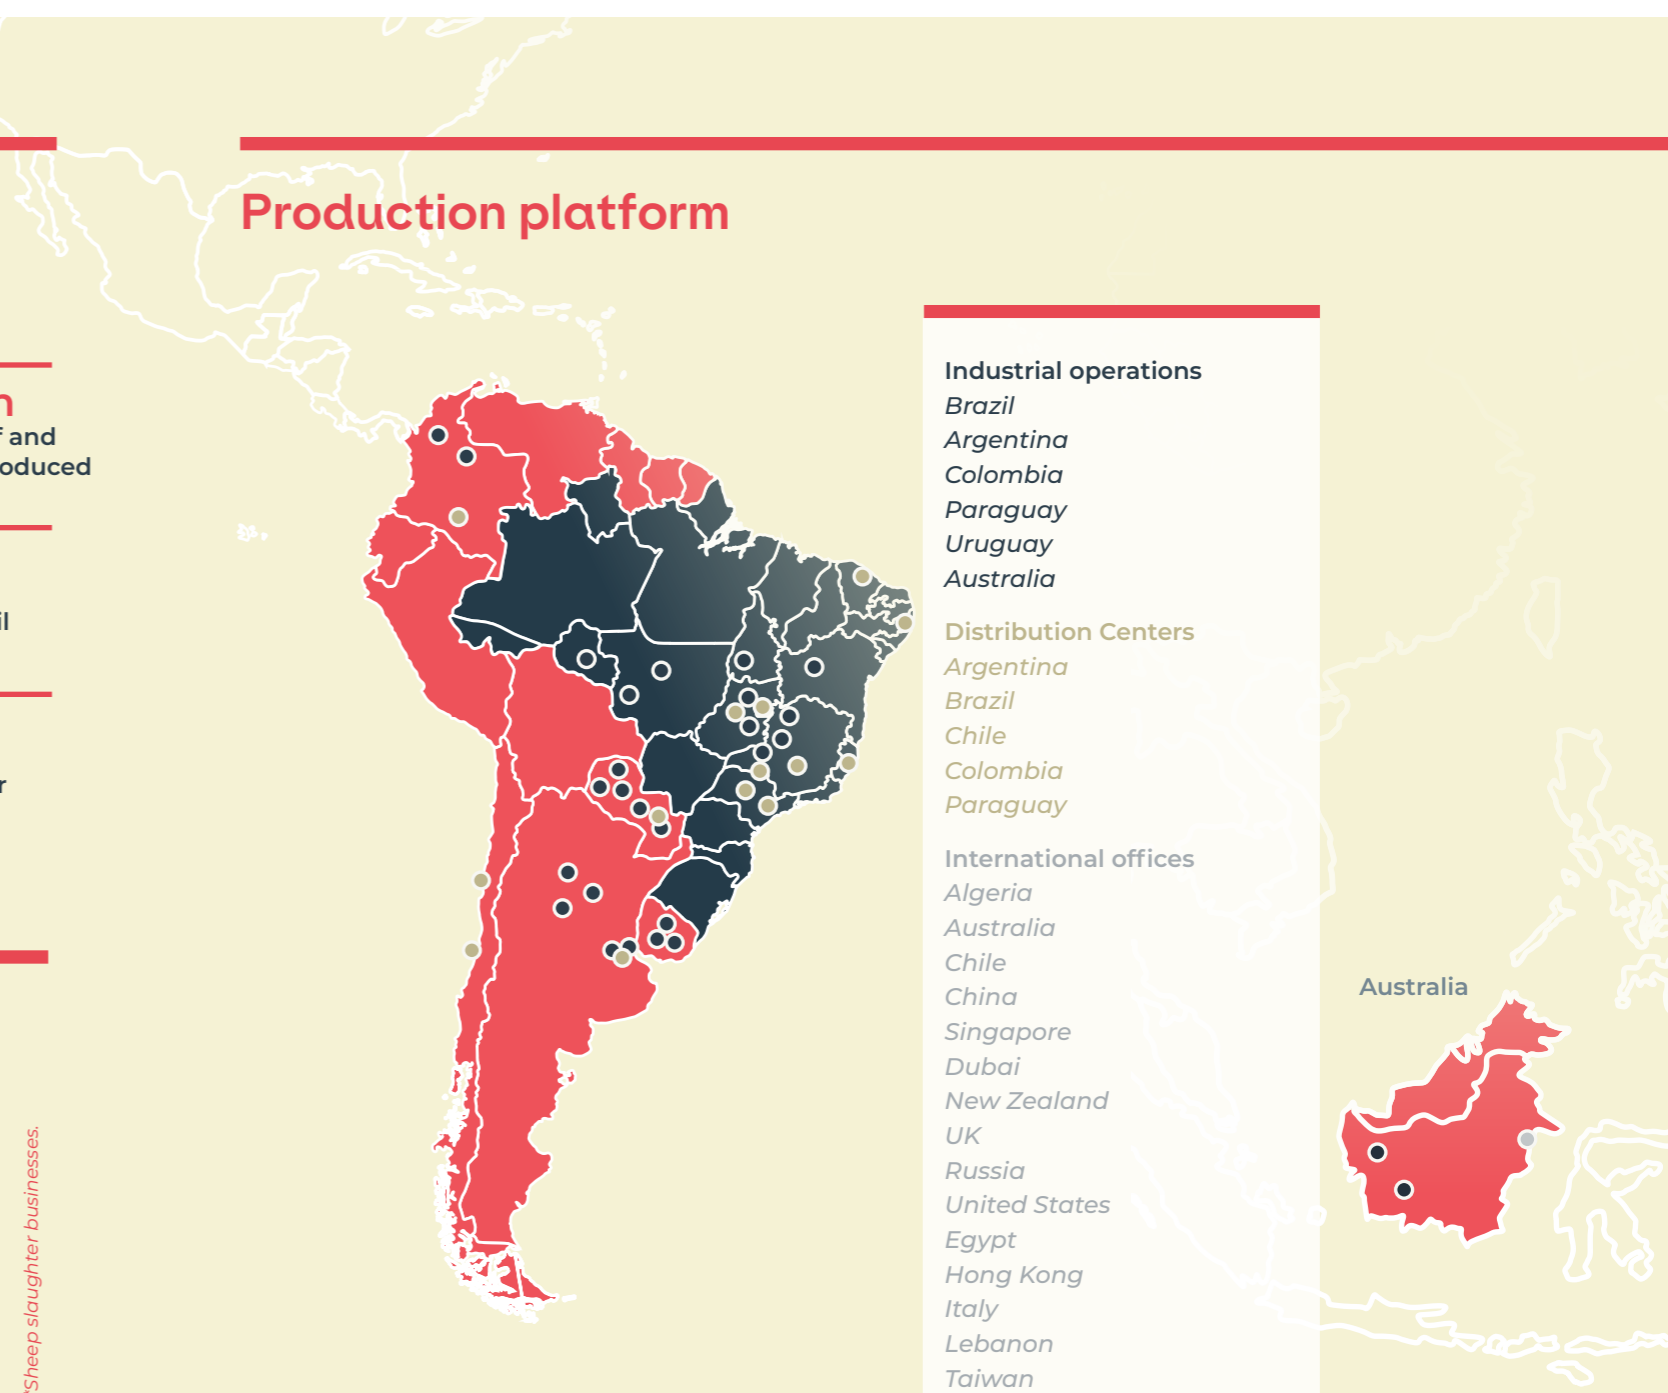 Production platform
n
f and
oduced
il
r
*Sheep slaughter businesses.
Industrial operations
Brazil
Argentina
Colombia
Paraguay
Uruguay
Australia
Distribution Centers
Argentina
Brazil
Chile
Colombia
Paraguay
International offices
Algeria
Australia
Chile
China
Singapore
Dubai
New Zealand
UK
Russia
United States
Egypt
Hong Kong
Italy
Lebanon
Taiwan
Australia